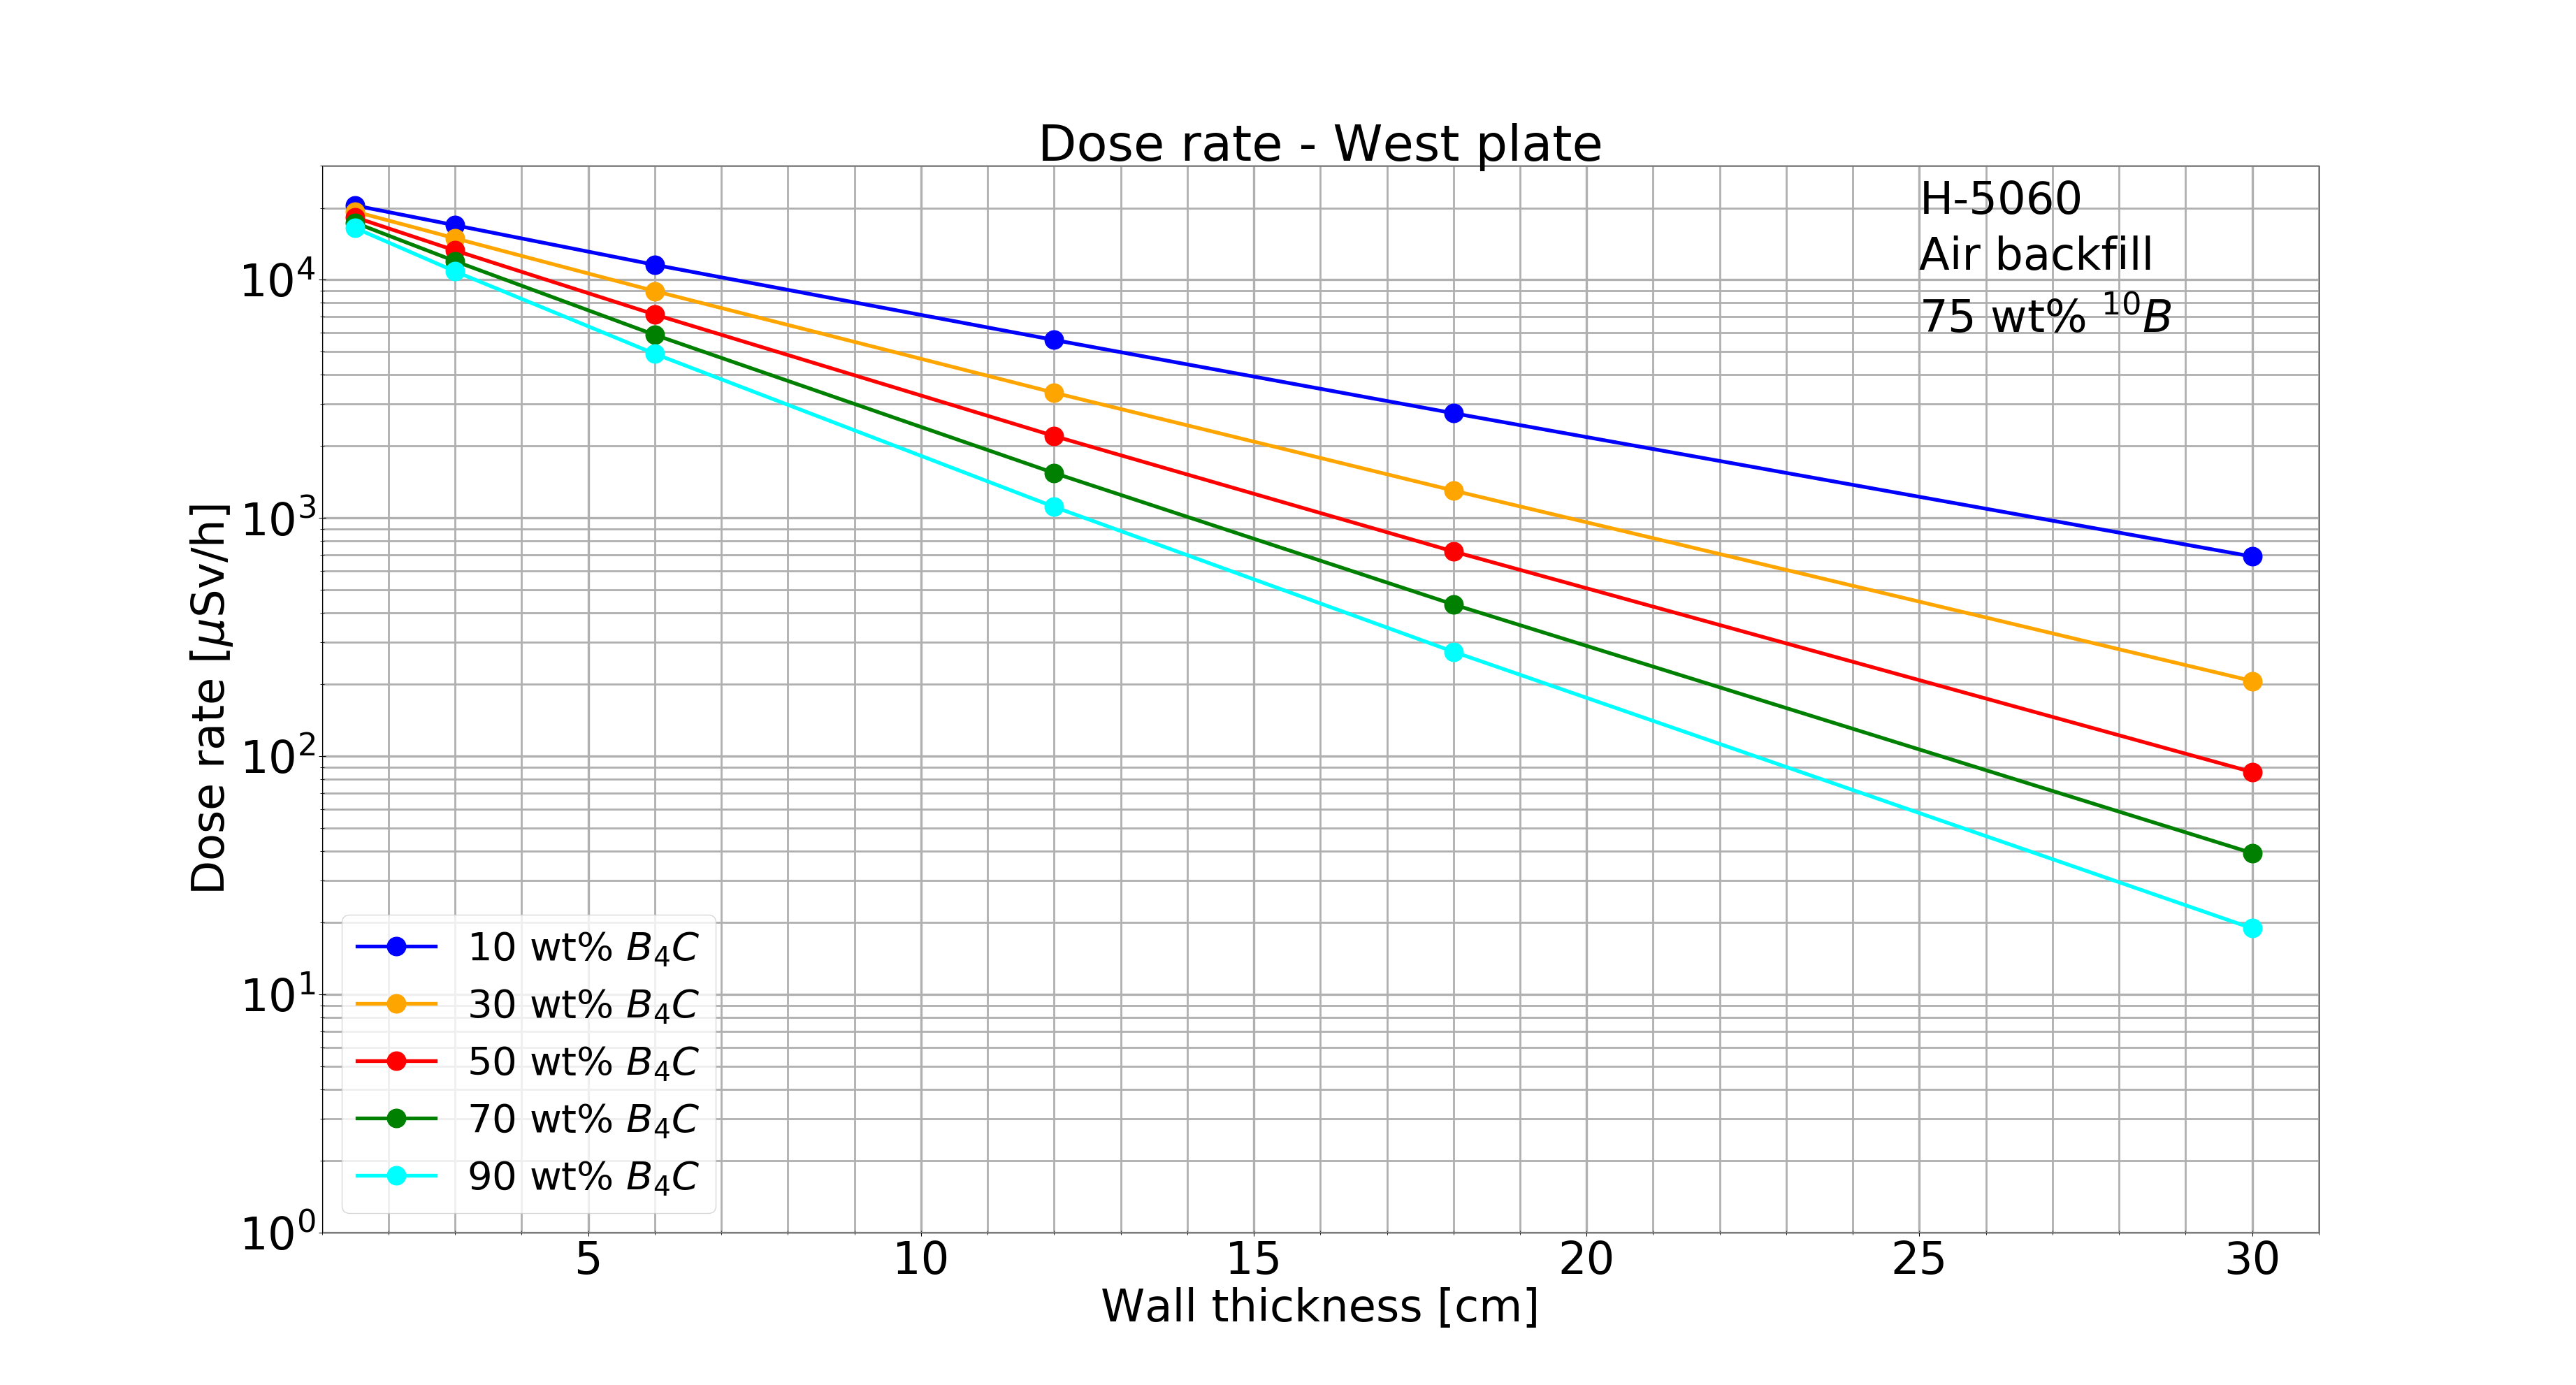 Dose rate - West plate
H-5060
Air backfill
75 wt% ¹⁰B
Dose rate [μSv/h]
10⁴
10³
10²
10¹
10⁰
10 wt% B₄C
30 wt% B₄C
50 wt% B₄C
70 wt% B₄C
90 wt% B₄C
5 10 15 20 25 30
Wall thickness [cm]